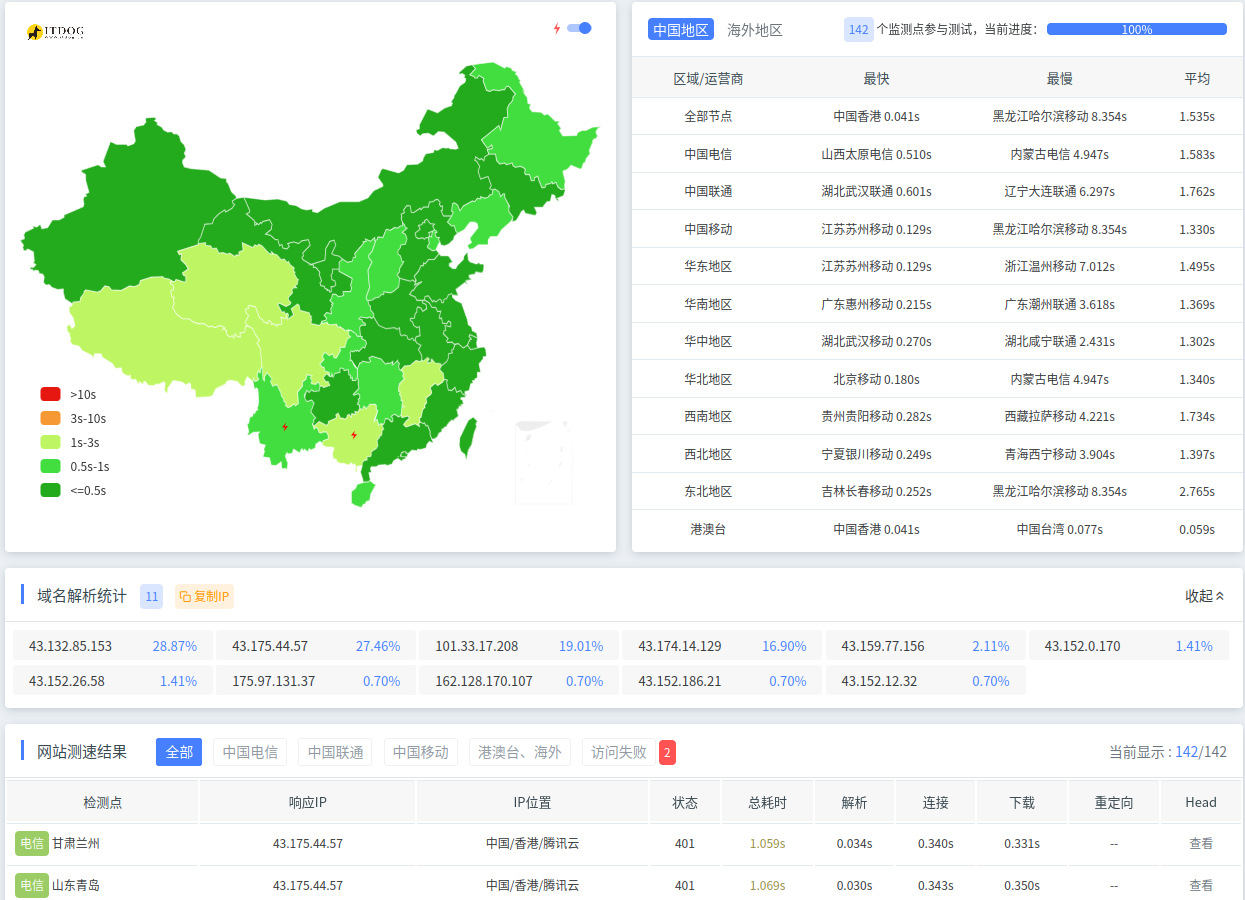 ITDOG
>10s
3s-10s
1s-3s
0.5s-1s
<=0.5s
中国地区 海外地区 142 个监测点参与测试，当前进度： 100%
区域/运营商 最快 最慢 平均
全部节点 中国香港 0.041s 黑龙江哈尔滨移动 8.354s 1.535s
中国电信 山西太原电信 0.510s 内蒙古电信 4.947s 1.583s
中国联通 湖北武汉联通 0.601s 辽宁大连联通 6.297s 1.762s
中国移动 江苏苏州移动 0.129s 黑龙江哈尔滨移动 8.354s 1.330s
华东地区 江苏苏州移动 0.129s 浙江温州移动 7.012s 1.495s
华南地区 广东惠州移动 0.215s 广东潮州联通 3.618s 1.369s
华中地区 湖北武汉移动 0.270s 湖北咸宁联通 2.431s 1.302s
华北地区 北京移动 0.180s 内蒙古电信 4.947s 1.340s
西南地区 贵州贵阳移动 0.282s 西藏拉萨移动 4.221s 1.734s
西北地区 宁夏银川移动 0.249s 青海西宁移动 3.904s 1.397s
东北地区 吉林长春移动 0.252s 黑龙江哈尔滨移动 8.354s 2.765s
港澳台 中国香港 0.041s 中国台湾 0.077s 0.059s
域名解析统计 11 复制IP 收起
43.132.85.153 28.87% 43.175.44.57 27.46% 101.33.17.208 19.01% 43.174.14.129 16.90% 43.159.77.156 2.11% 43.152.0.170 1.41%
43.152.26.58 1.41% 175.97.131.37 0.70% 162.128.170.107 0.70% 43.152.186.21 0.70% 43.152.12.32 0.70%
网站测速结果 全部 中国电信 中国联通 中国移动 港澳台、海外 访问失败 2 当前显示 : 142/142
检测点 响应IP IP位置 状态 总耗时 解析 连接 下载 重定向 Head
电信 甘肃兰州 43.175.44.57 中国/香港/腾讯云 401 1.059s 0.034s 0.340s 0.331s -- 查看
电信 山东青岛 43.175.44.57 中国/香港/腾讯云 401 1.069s 0.030s 0.343s 0.350s -- 查看